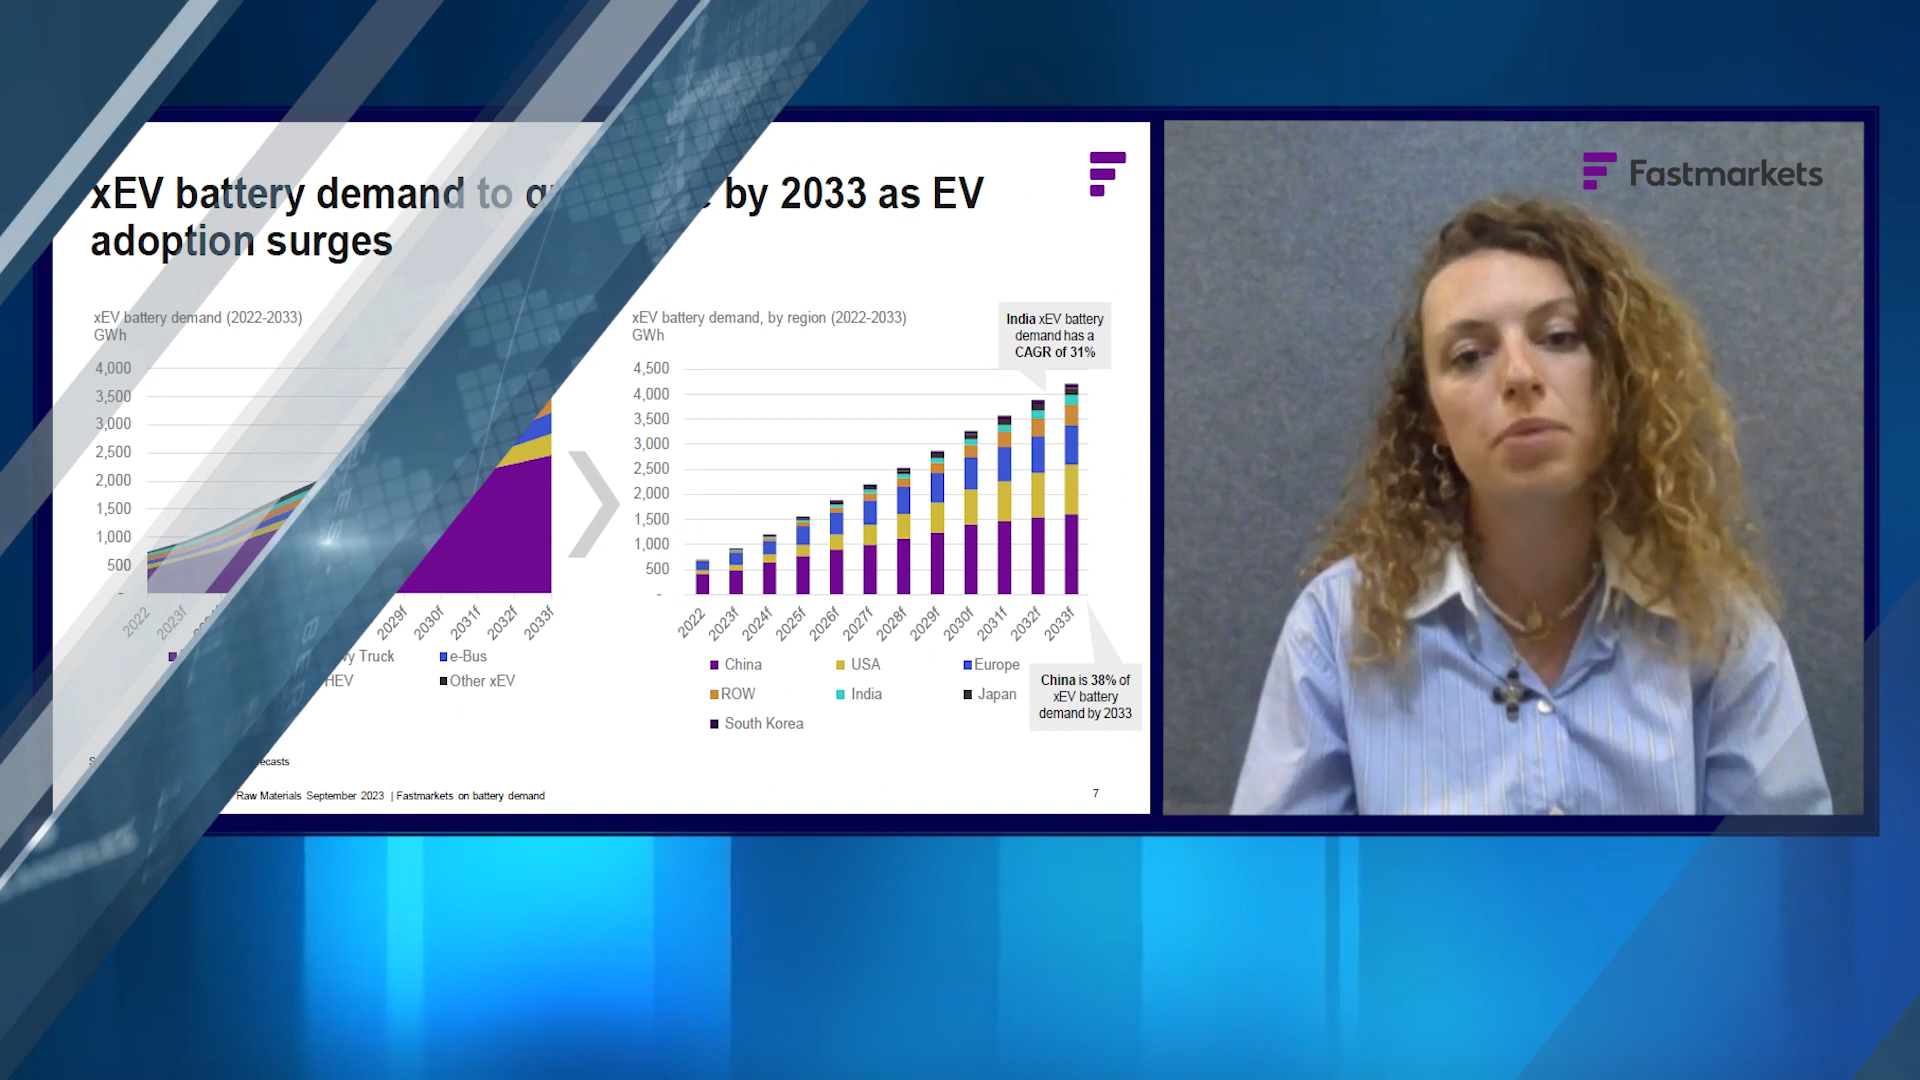 Fastmarkets
xEV battery demand to by 2033 as EV
adoption surges
xEV battery demand (2022-2033)
GWh
4,000
3,500
3,000
2,500
2,000
1,500
1,000
500
-
2022
2023f
2029f
2030f
2031f
2032f
2033f
Truck
e-Bus
Other xEV
xEV battery demand, by region (2022-2033)
GWh
4,500
4,000
3,500
3,000
2,500
2,000
1,500
1,000
500
-
2022
2023f
2024f
2025f
2026f
2027f
2028f
2029f
2030f
2031f
2032f
2033f
India xEV battery
demand has a
CAGR of 31%
China
USA
Europe
ROW
India
Japan
South Korea
China is 38% of
xEV battery
demand by 2033
Raw Materials September 2023 | Fastmarkets on battery demand
7